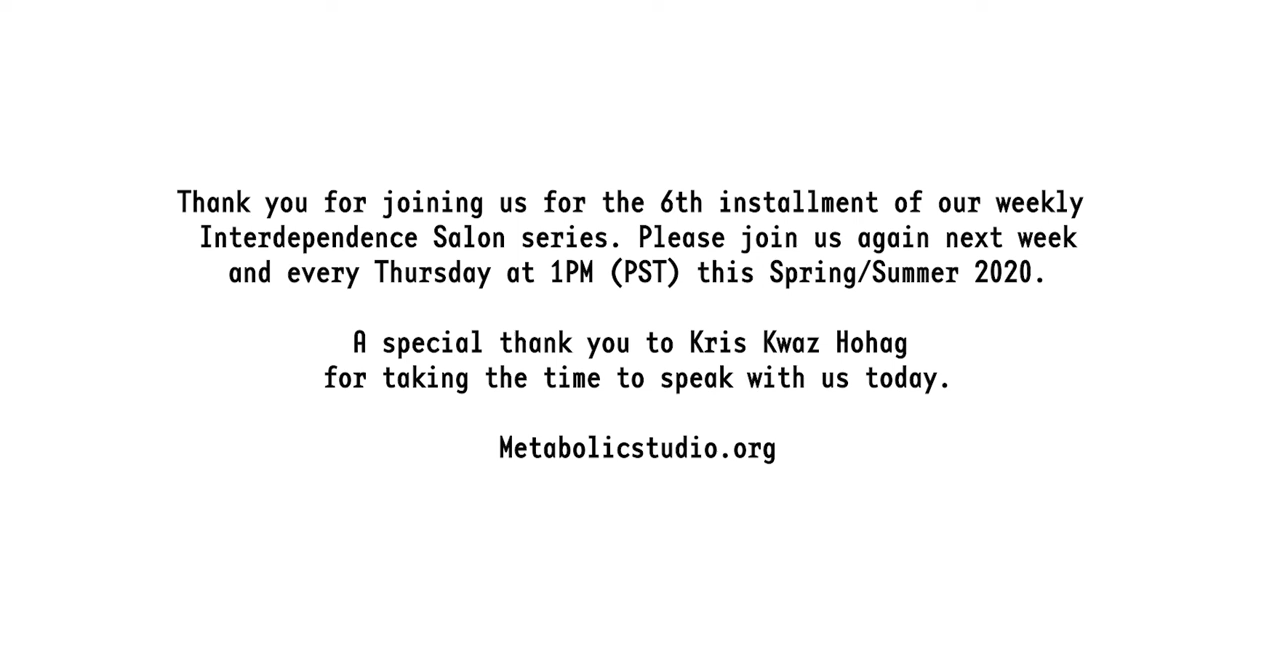 Thank you for joining us for the 6th installment of our weekly
Interdependence Salon series. Please join us again next week
and every Thursday at 1PM (PST) this Spring/Summer 2020.
A special thank you to Kris Kwaz Hohag
for taking the time to speak with us today.
Metabolicstudio.org